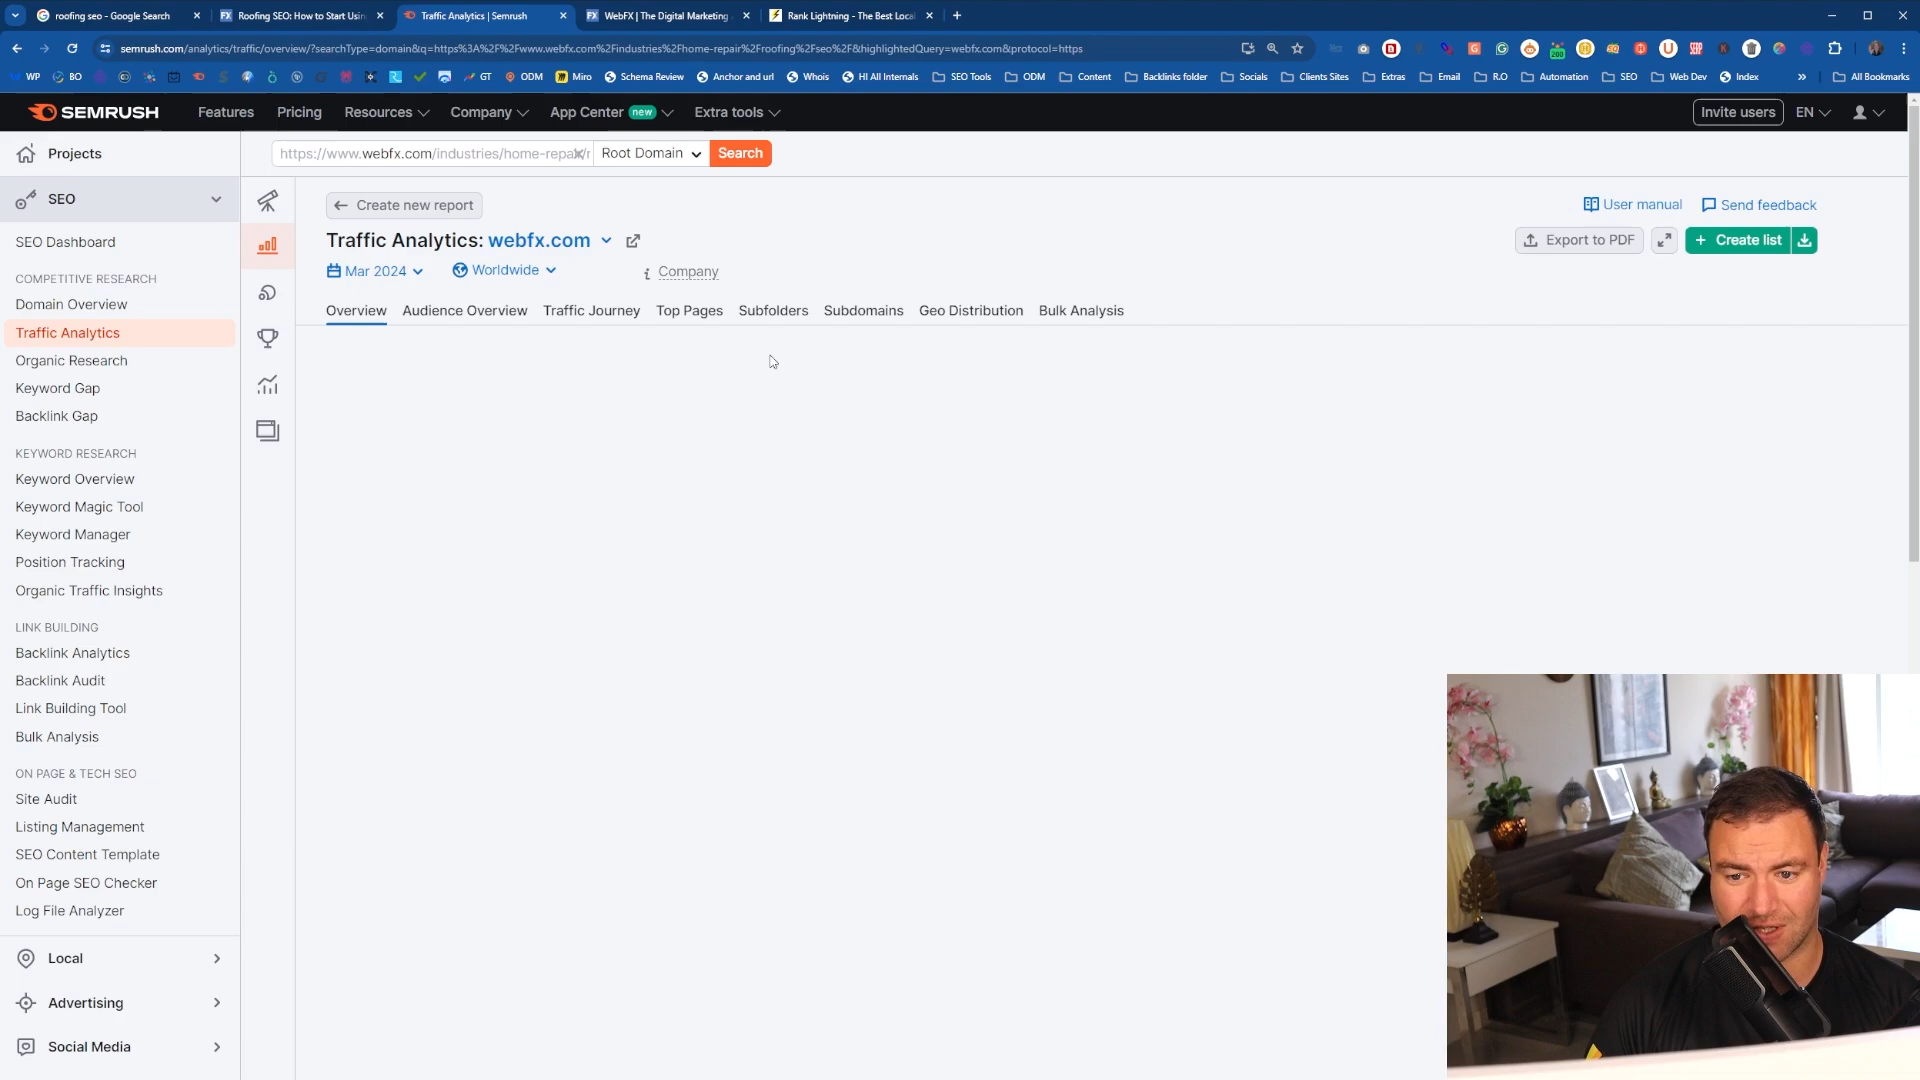 roofing seo - Google Search
Roofing SEO: How to Start Usin
Traffic Analytics | Semrush
WebFX | The Digital Marketing
Rank Lightning - The Best Loca
semrush.com/analytics/traffic/overview/?searchType=domain&q=https%3A%2F%2Fwww.webfx.com%2Findustries%2Fhome-repair%2Froofing%2Fseo%2F&highlightedQuery=webfx.com&protocol=https
WP
BO
GT
ODM
Miro
Schema Review
Anchor and url
Whois
HI All Internals
SEO Tools
ODM
Content
Backlinks folder
Socials
Clients Sites
Extras
Email
R.O
Automation
SEO
Web Dev
Index
All Bookmarks
SEMRUSH
Features
Pricing
Resources
Company
App Center new
Extra tools
Invite users
EN
Projects
https://www.webfx.com/industries/home-repair/r
Root Domain
Search
SEO
Create new report
User manual
Send feedback
Traffic Analytics: webfx.com
Export to PDF
+ Create list
Mar 2024
Worldwide
i Company
Overview
Audience Overview
Traffic Journey
Top Pages
Subfolders
Subdomains
Geo Distribution
Bulk Analysis
SEO Dashboard
COMPETITIVE RESEARCH
Domain Overview
Traffic Analytics
Organic Research
Keyword Gap
Backlink Gap
KEYWORD RESEARCH
Keyword Overview
Keyword Magic Tool
Keyword Manager
Position Tracking
Organic Traffic Insights
LINK BUILDING
Backlink Analytics
Backlink Audit
Link Building Tool
Bulk Analysis
ON PAGE & TECH SEO
Site Audit
Listing Management
SEO Content Template
On Page SEO Checker
Log File Analyzer
Local
Advertising
Social Media